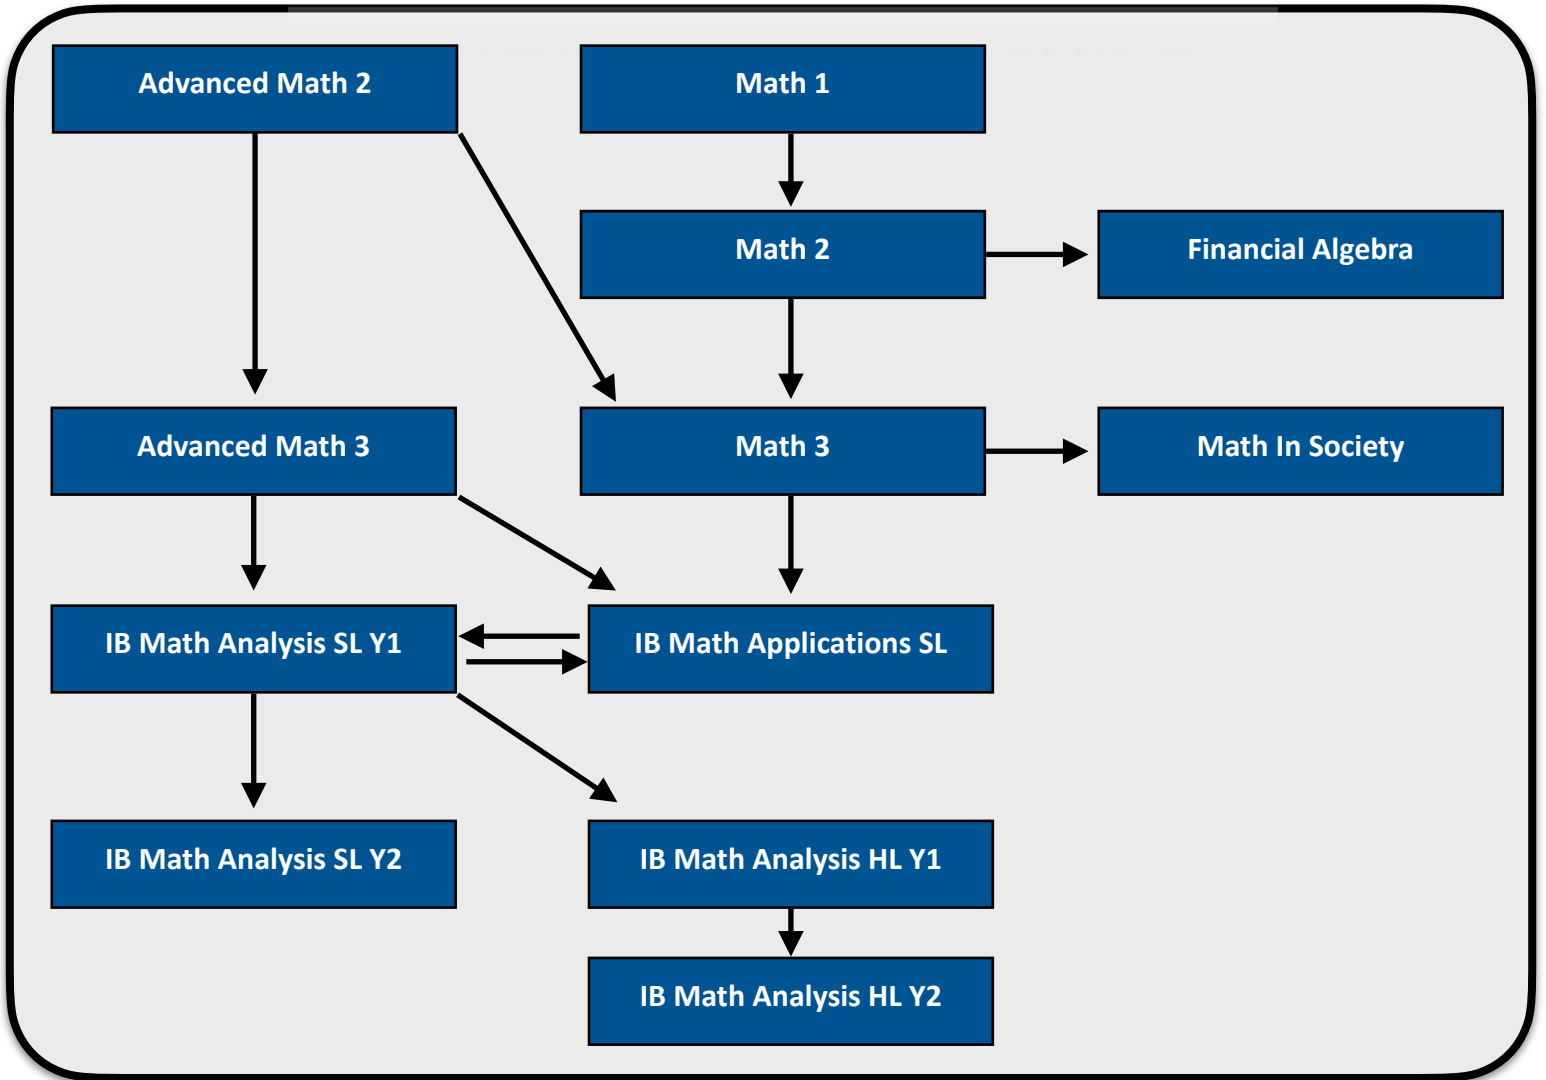 Advanced Math 2
Math 1
Math 2
Financial Algebra
Advanced Math 3
Math 3
Math In Society
IB Math Analysis SL Y1
IB Math Applications SL
IB Math Analysis SL Y2
IB Math Analysis HL Y1
IB Math Analysis HL Y2